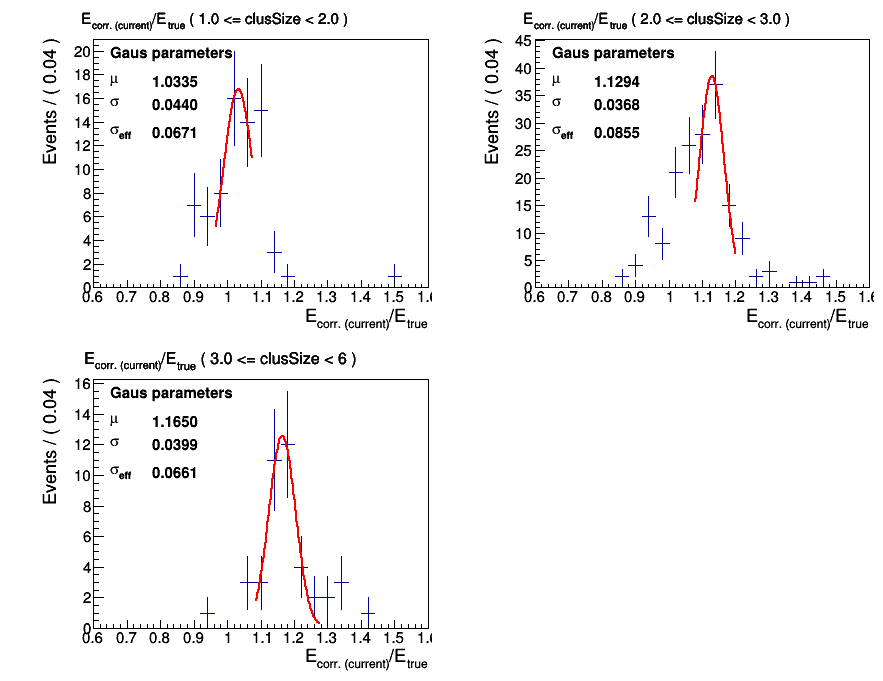 E_corr. (current)/E_true ( 1.0 <= clusSize < 2.0 )
Gaus parameters
μ 1.0335
σ 0.0440
σ_eff 0.0671
Events / ( 0.04 )
20
18
16
14
12
10
8
6
4
2
0
0.6 0.7 0.8 0.9 1 1.1 1.2 1.3 1.4 1.5 1.6
E_corr. (current)/E_true
E_corr. (current)/E_true ( 2.0 <= clusSize < 3.0 )
Gaus parameters
μ 1.1294
σ 0.0368
σ_eff 0.0855
Events / ( 0.04 )
45
40
35
30
25
20
15
10
5
0
0.6 0.7 0.8 0.9 1 1.1 1.2 1.3 1.4 1.5 1.6
E_corr. (current)/E_true
E_corr. (current)/E_true ( 3.0 <= clusSize < 6 )
Gaus parameters
μ 1.1650
σ 0.0399
σ_eff 0.0661
Events / ( 0.04 )
16
14
12
10
8
6
4
2
0
0.6 0.7 0.8 0.9 1 1.1 1.2 1.3 1.4 1.5 1.6
E_corr. (current)/E_true